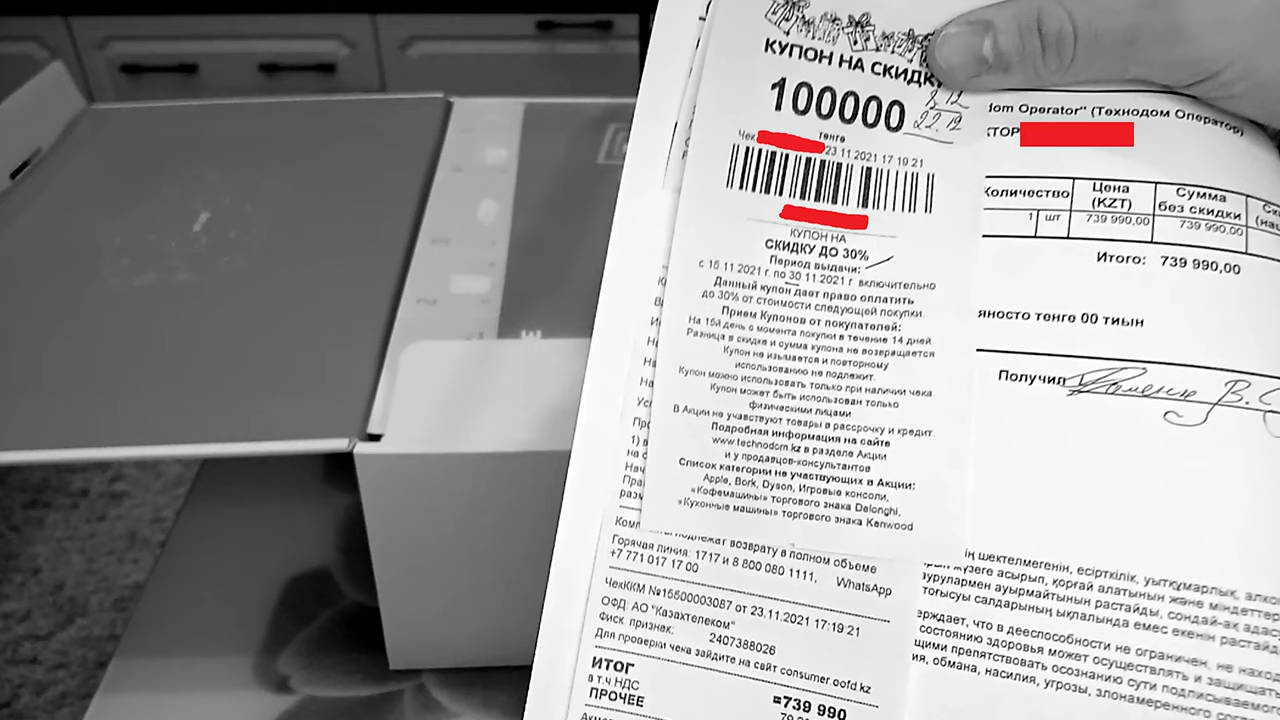 КУПОН НА СКИДКУ
100000
тенге
8.12
22.12
Чек 23 11 2021 17 19 21
КУПОН НА
СКИДКУ ДО 30%
Период выдачи:
с 15 11 2021 г. по 30 11.2021 г. включительно
Данный купон дает право оплатить
до 30% от стоимости следующей покупки.
Прием Купонов от покупателей:
На 15й день с момента покупки в течение 14 дней.
Разница в скидке и сумма купона не возвращается
Купон не изымается и повторному
использованию не подлежит.
Купон можно использовать только при наличии чека
Купон может быть использован только
физическими лицами
В Акции не учавствуют товары в рассрочку и кредит.
Подробная информация на сайте
www.technodom.kz в разделе Акции
и у продавцов-консультантов
Список категории не участвующих в Акции:
Apple, Bork, Dyson, Игровые консоли,
«Кофемашины» торгового знака Delonghi,
«Кухонные машины» торгового знака Kenwood
dom Operator" (Технодом Оператор)
КТОР
Количество Цена (KZT) Сумма без скидки
1 шт 739 990,00 739 990,00
Итого: 739 990,00
яносто тенге 00 тиын
Получил
подлежат возврату в полном объеме
Горячая линия: 1717 и 8 800 080 1111, WhatsApp
+7 771 017 17 00
ЧекККМ №15500003087 от 23.11.2021 17:19:21
ОФД: АО "Казахтелеком"
Фиск. признак: 2407388026
Для проверки чека зайдите на сайт consumer.oofd.kz
ИТОГ =739 990
в т.ч.НДС
ПРОЧЕЕ
ің шектелмегенін, есірткілік, уытқұмарлық, алко
жүзеге асырып, қорғай алатынын және міндеттер
зурулармен ауырмайтынын растайды, сондай-ақ адас
тоғысуы салдарының ықпалында емес екенін растайд
ерждает, что в дееспособности не ограничен, не наход
состоянию здоровья может осуществлять и защищать
щими препятствовать осознанию сути подписываемого
ия, обмана, насилия, угрозы, злонамеренного